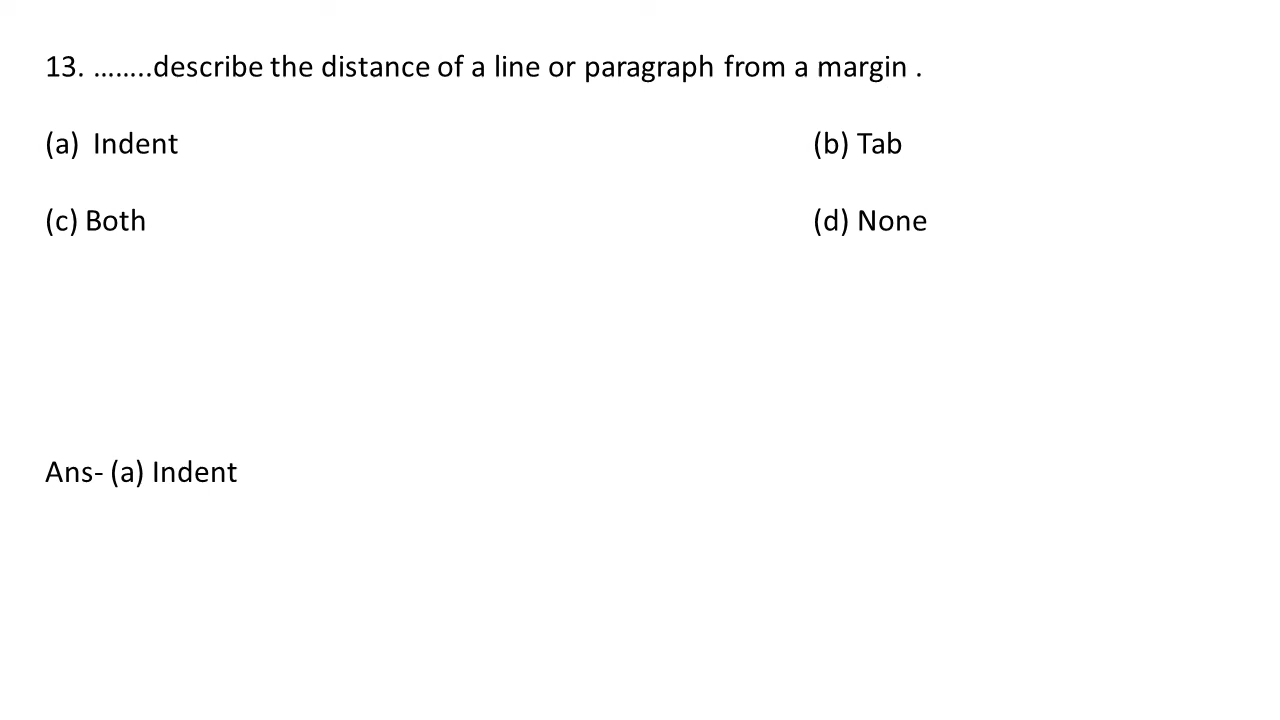 13. ........describe the distance of a line or paragraph from a margin .
(a) Indent (b) Tab
(c) Both (d) None
Ans- (a) Indent